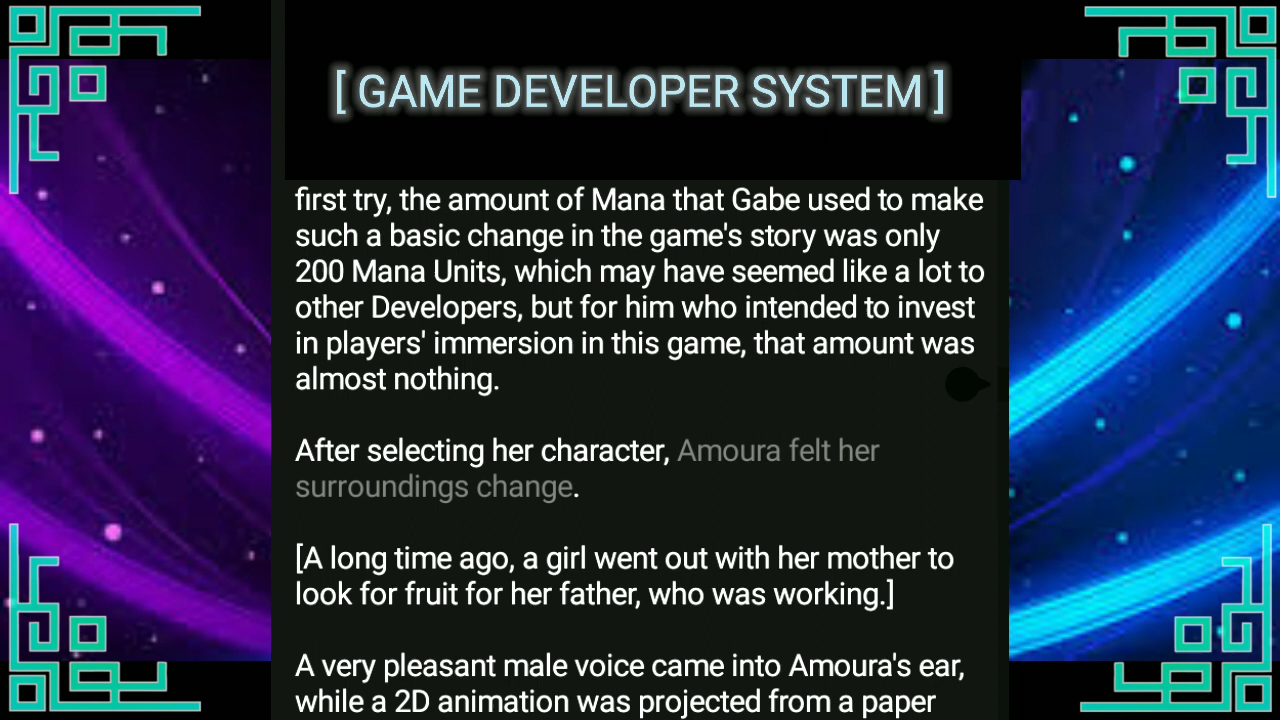 [ GAME DEVELOPER SYSTEM ]
first try, the amount of Mana that Gabe used to make
such a basic change in the game's story was only
200 Mana Units, which may have seemed like a lot to
other Developers, but for him who intended to invest
in players' immersion in this game, that amount was
almost nothing.
After selecting her character, Amoura felt her
surroundings change.
[A long time ago, a girl went out with her mother to
look for fruit for her father, who was working.]
A very pleasant male voice came into Amoura's ear,
while a 2D animation was projected from a paper